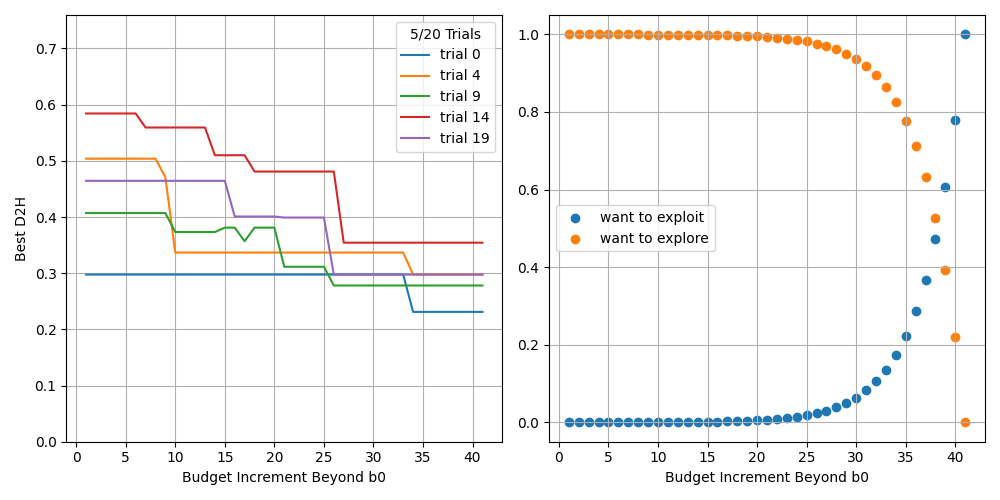 5/20 Trials
trial 0
trial 4
trial 9
trial 14
trial 19
Best D2H
0.7
0.6
0.5
0.4
0.3
0.2
0.1
0.0
0 5 10 15 20 25 30 35 40
Budget Increment Beyond b0
want to exploit
want to explore
1.0
0.8
0.6
0.4
0.2
0.0
0 5 10 15 20 25 30 35 40
Budget Increment Beyond b0